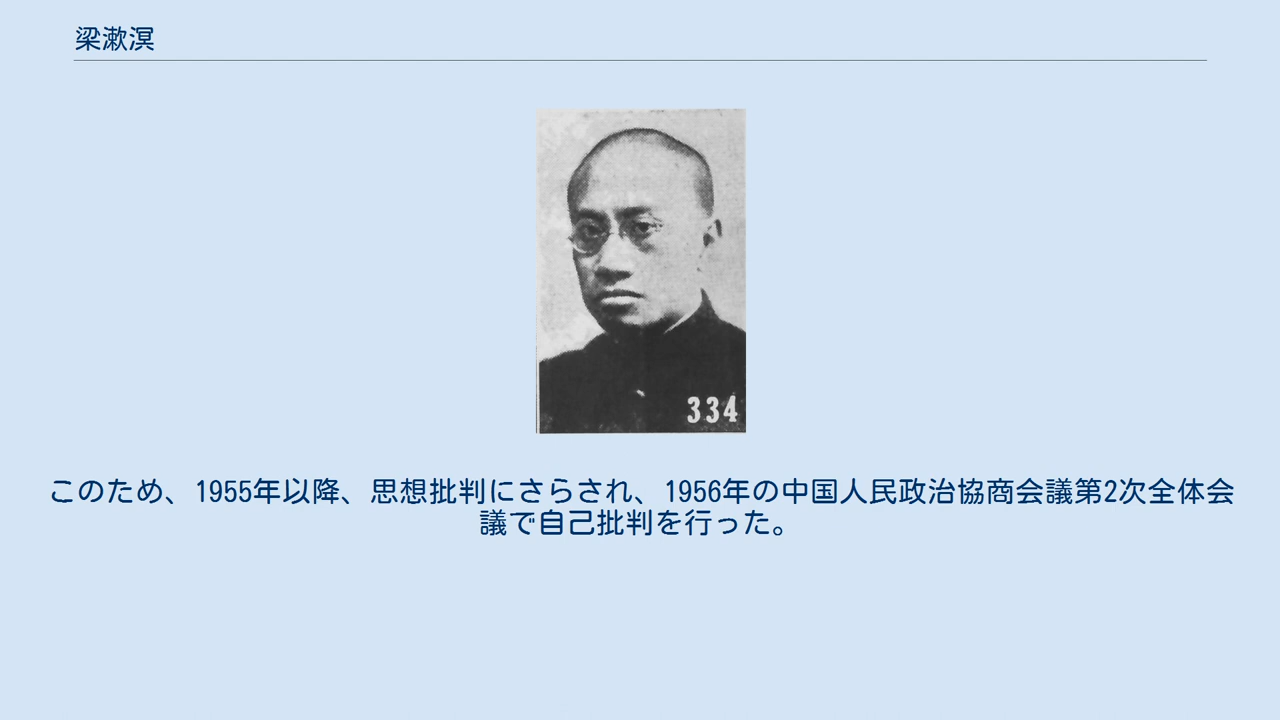 梁漱溟
334
このため、1955年以降、思想批判にさらされ、1956年の中国人民政治協商会議第2次全体会
議で自己批判を行った。